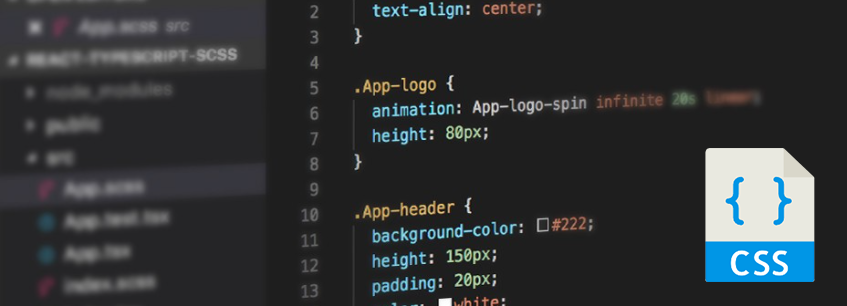 App.scss src
REACT-TYPESCRIPT-SCSS
node_modules
public
src
App.scss
App.test.tsx
App.tsx
index.scss
2 text-align: center;
3 }
4
5 .App-logo {
6 animation: App-logo-spin infinite 20s linear;
7 height: 80px;
8 }
9
10 .App-header {
11 background-color: #222;
12 height: 150px;
13 padding: 20px;
color: white;
{ }
CSS